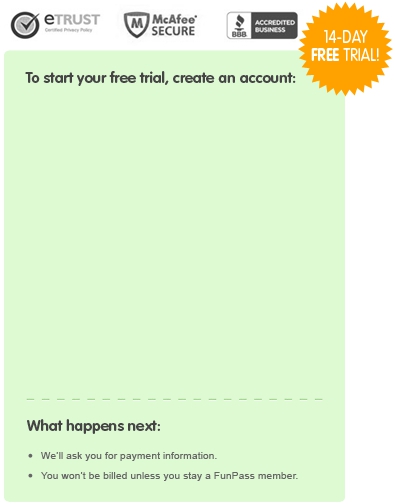 eTRUST
Certified Privacy Policy
McAfee®
SECURE
BBB.
ACCREDITED
BUSINESS
14-DAY
FREE TRIAL!
To start your free trial, create an account:
What happens next:
• We'll ask you for payment information.
• You won't be billed unless you stay a FunPass member.